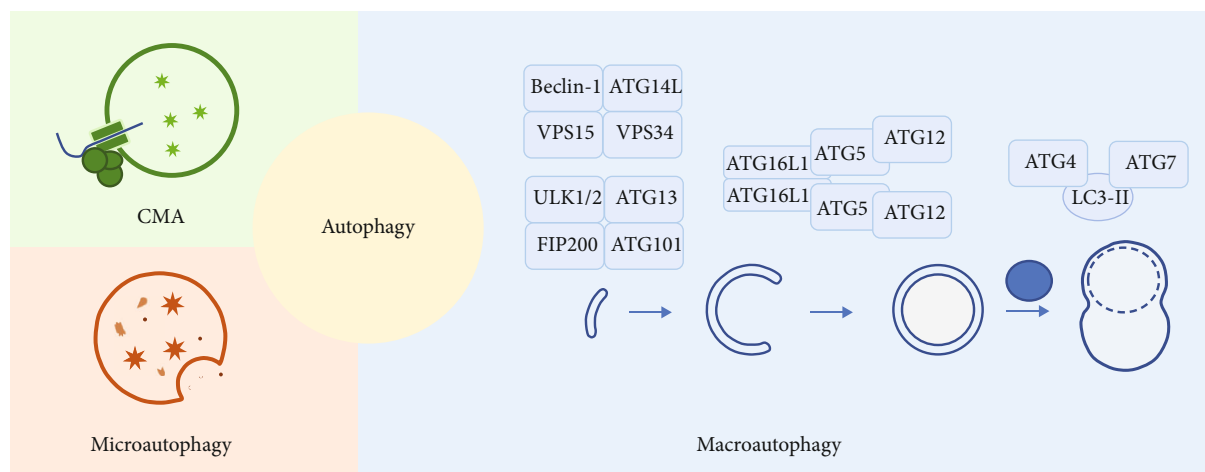 CMA
Microautophagy
Autophagy
Beclin-1 ATG14L
VPS15 VPS34
ULK1/2 ATG13
FIP200 ATG101
ATG16L1 ATG5 ATG12
ATG16L1 ATG5 ATG12
ATG4 ATG7
LC3-II
Macroautophagy